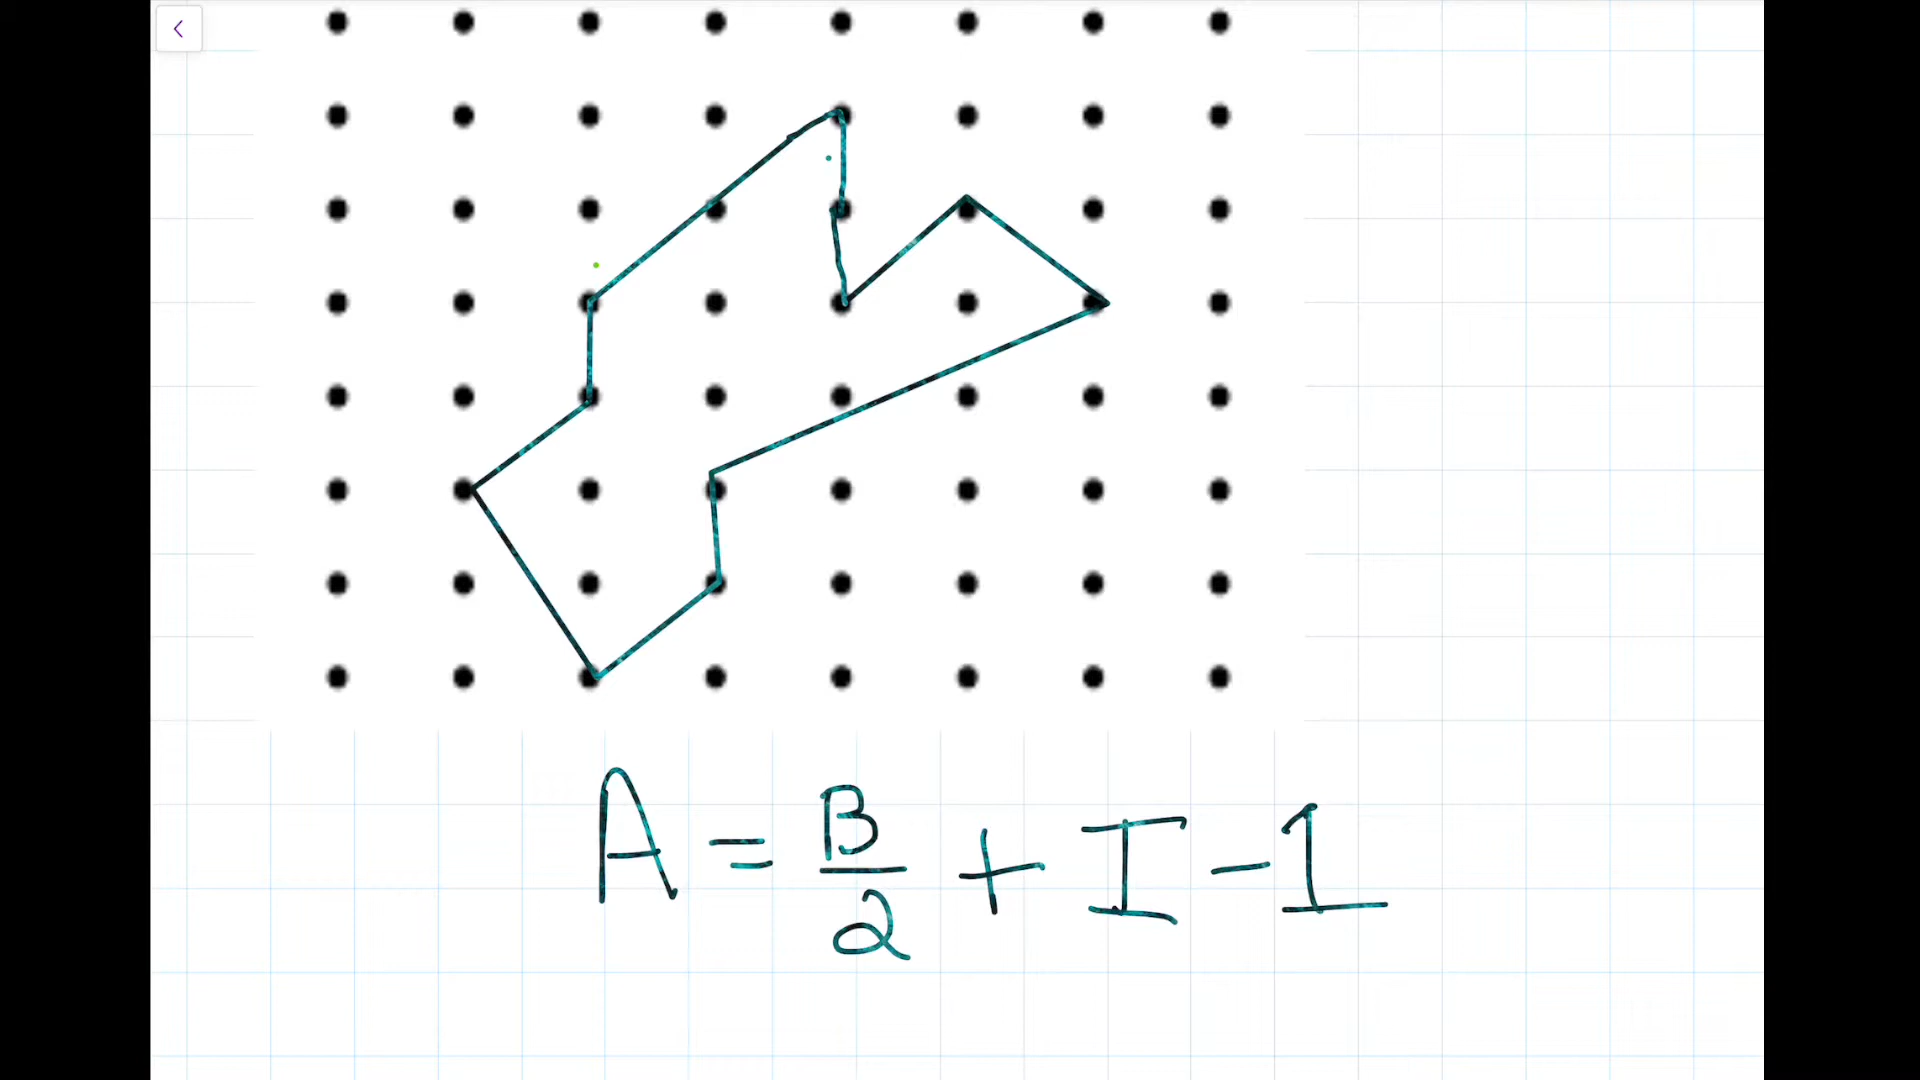 A = B/2 + I - 1